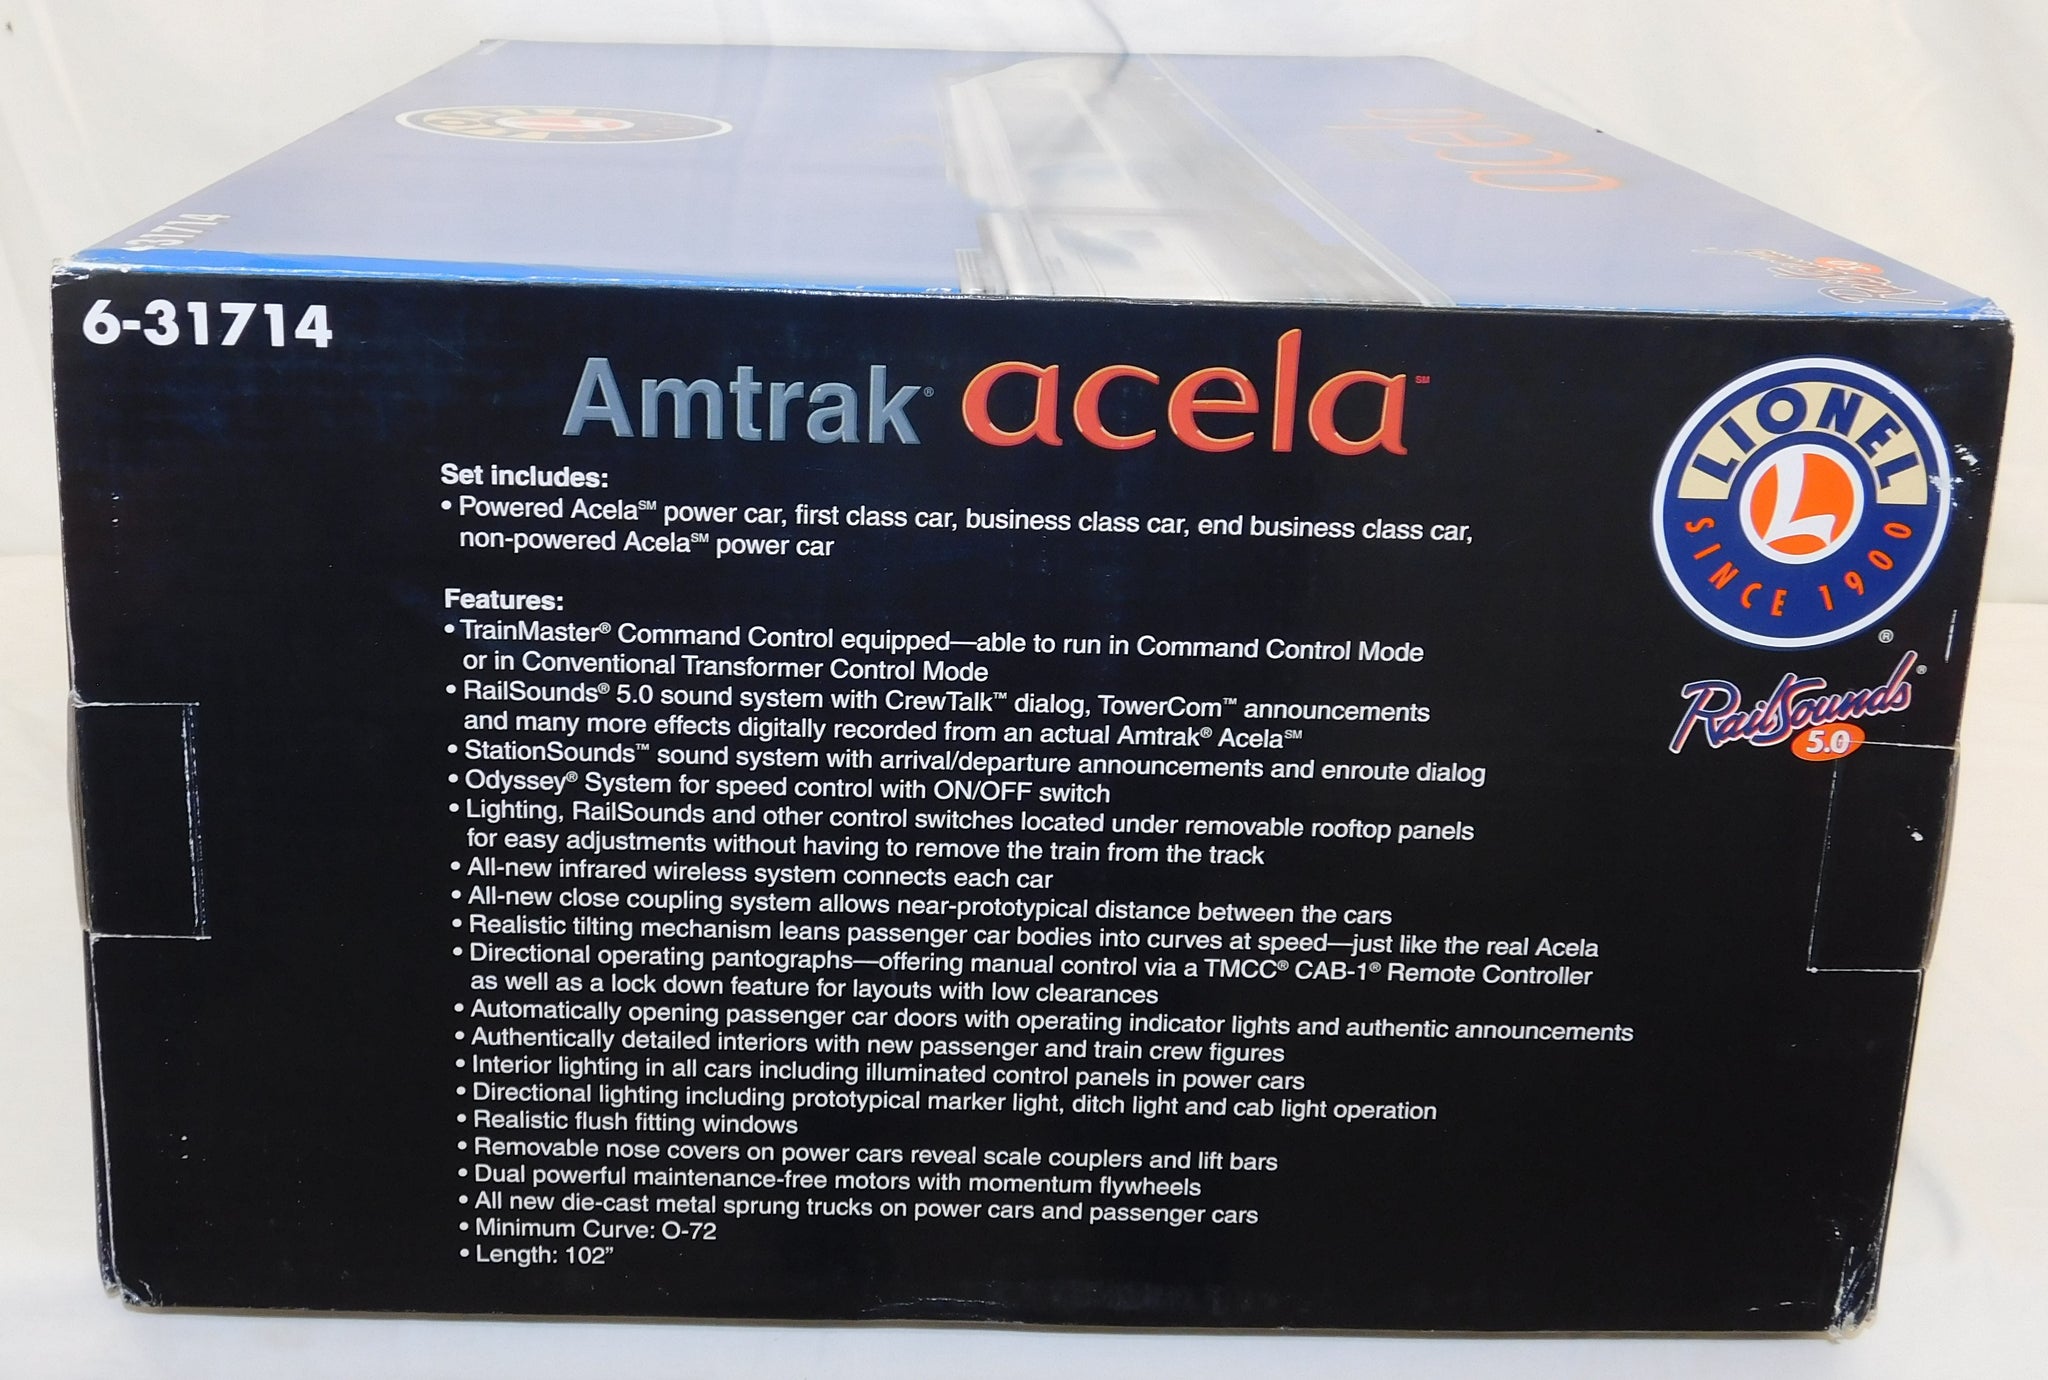 31714
acela
6-31714
Amtrak® acela℠
LIONEL
SINCE 1900
®
RailSounds®
5.0
Set includes:
• Powered Acela℠ power car, first class car, business class car, end business class car,
non-powered Acela℠ power car
Features:
• TrainMaster® Command Control equipped—able to run in Command Control Mode
or in Conventional Transformer Control Mode
• RailSounds® 5.0 sound system with CrewTalk™ dialog, TowerCom™ announcements
and many more effects digitally recorded from an actual Amtrak® Acela℠
• StationSounds™ sound system with arrival/departure announcements and enroute dialog
• Odyssey® System for speed control with ON/OFF switch
• Lighting, RailSounds and other control switches located under removable rooftop panels
for easy adjustments without having to remove the train from the track
• All-new infrared wireless system connects each car
• All-new close coupling system allows near-prototypical distance between the cars
• Realistic tilting mechanism leans passenger car bodies into curves at speed—just like the real Acela
• Directional operating pantographs—offering manual control via a TMCC® CAB-1® Remote Controller
as well as a lock down feature for layouts with low clearances
• Automatically opening passenger car doors with operating indicator lights and authentic announcements
• Authentically detailed interiors with new passenger and train crew figures
• Interior lighting in all cars including illuminated control panels in power cars
• Directional lighting including prototypical marker light, ditch light and cab light operation
• Realistic flush fitting windows
• Removable nose covers on power cars reveal scale couplers and lift bars
• Dual powerful maintenance-free motors with momentum flywheels
• All new die-cast metal sprung trucks on power cars and passenger cars
• Minimum Curve: O-72
• Length: 102”